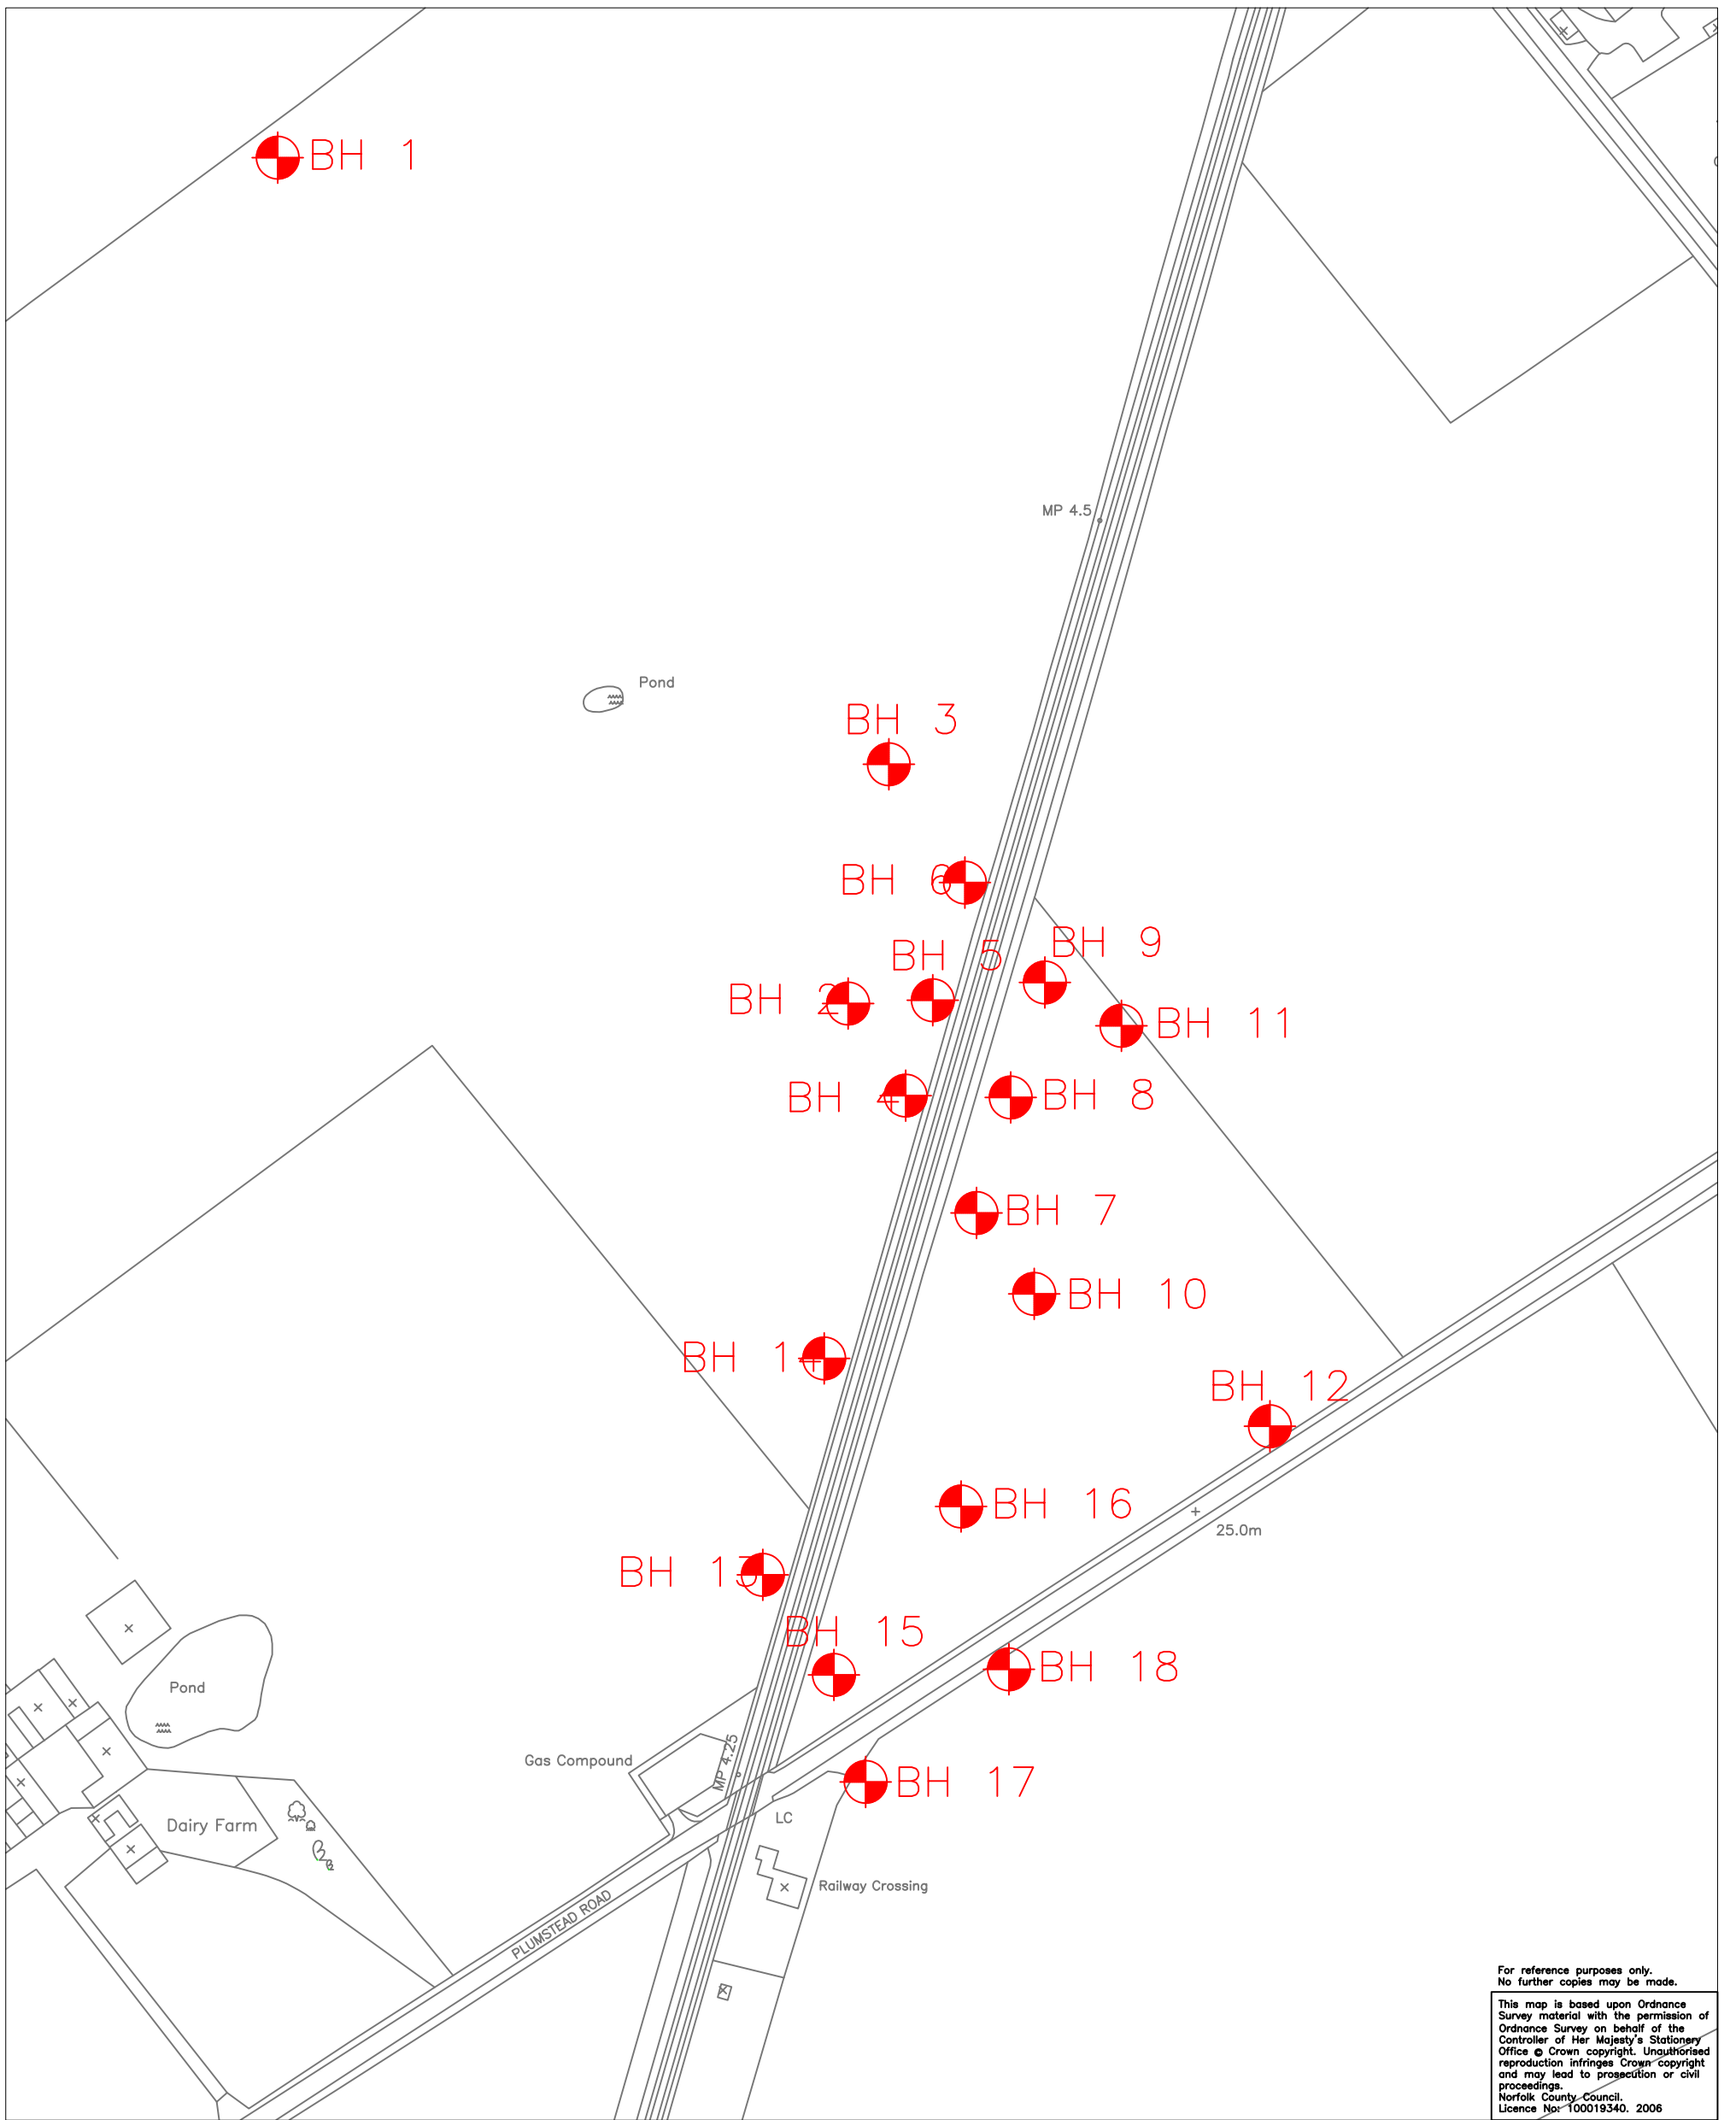 BH 1
MP 4.5
Pond
BH 3
BH 6
BH 9
BH 5
BH 2
BH 11
BH 4
BH 8
BH 7
BH 10
BH 14
BH 12
BH 16
25.0m
BH 13
BH 15
BH 18
Pond
MP 4.25
Gas Compound
BH 17
LC
Dairy Farm
Railway Crossing
PLUMSTEAD ROAD
For reference purposes only.
No further copies may be made.
This map is based upon Ordnance
Survey material with the permission of
Ordnance Survey on behalf of the
Controller of Her Majesty's Stationery
Office © Crown copyright. Unauthorised
reproduction infringes Crown copyright
and may lead to prosecution or civil
proceedings.
Norfolk County Council.
Licence No: 100019340. 2006